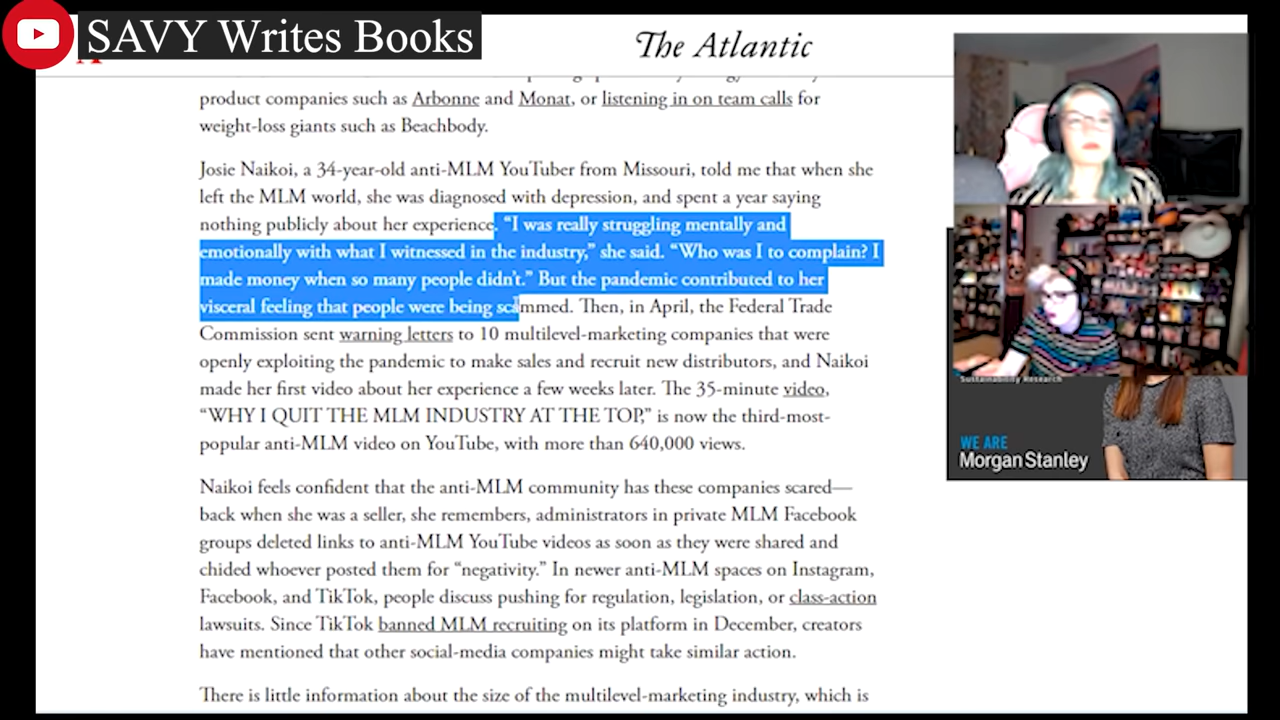 SAVY Writes Books
The Atlantic
product companies such as Arbonne and Monat, or listening in on team calls for
weight-loss giants such as Beachbody.
Josie Naikoi, a 34-year-old anti-MLM YouTuber from Missouri, told me that when she
left the MLM world, she was diagnosed with depression, and spent a year saying
nothing publicly about her experience. “I was really struggling mentally and
emotionally with what I witnessed in the industry,” she said. “Who was I to complain? I
made money when so many people didn’t.” But the pandemic contributed to her
visceral feeling that people were being scammed. Then, in April, the Federal Trade
Commission sent warning letters to 10 multilevel-marketing companies that were
openly exploiting the pandemic to make sales and recruit new distributors, and Naikoi
made her first video about her experience a few weeks later. The 35-minute video,
“WHY I QUIT THE MLM INDUSTRY AT THE TOP,” is now the third-most-
popular anti-MLM video on YouTube, with more than 640,000 views.
Naikoi feels confident that the anti-MLM community has these companies scared—
back when she was a seller, she remembers, administrators in private MLM Facebook
groups deleted links to anti-MLM YouTube videos as soon as they were shared and
chided whoever posted them for “negativity.” In newer anti-MLM spaces on Instagram,
Facebook, and TikTok, people discuss pushing for regulation, legislation, or class-action
lawsuits. Since TikTok banned MLM recruiting on its platform in December, creators
have mentioned that other social-media companies might take similar action.
There is little information about the size of the multilevel-marketing industry, which is
Sustainability Research
WE ARE
Morgan Stanley